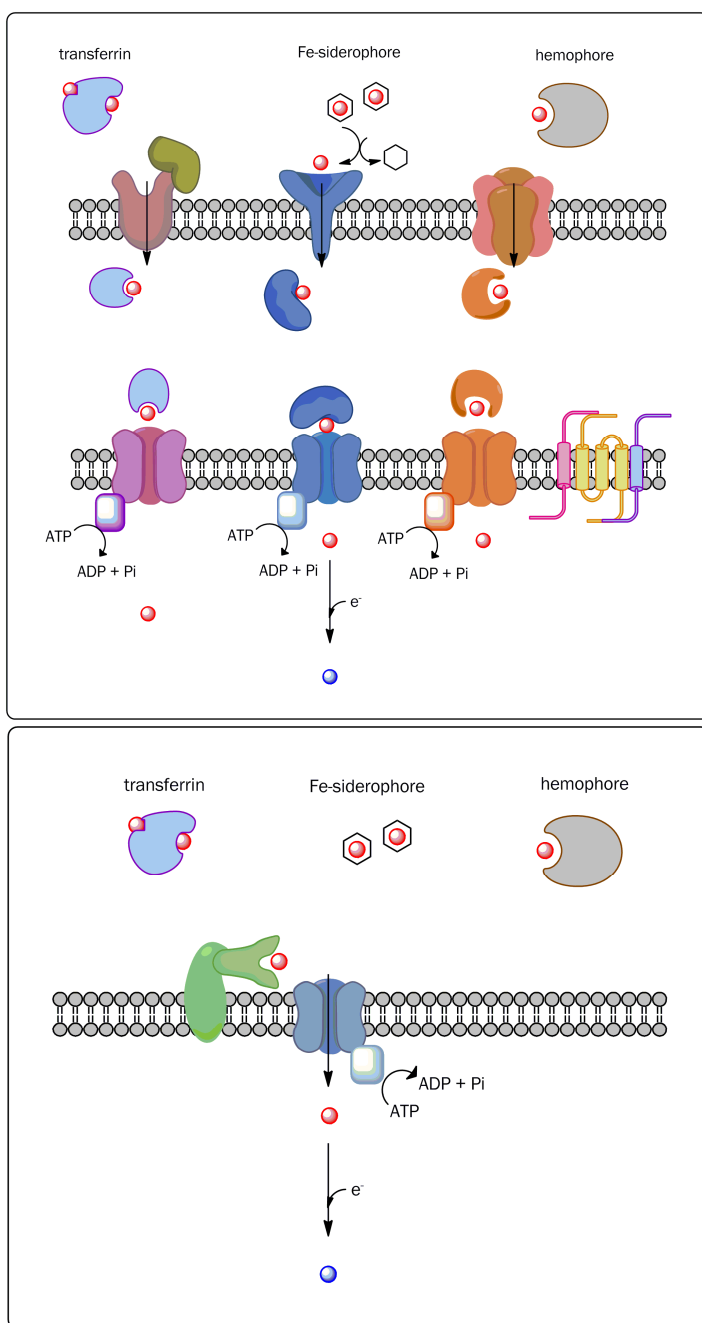 transferrin
Fe-siderophore
hemophore
ATP
ADP + Pi
ATP
ADP + Pi
ATP
ADP + Pi
e-
transferrin
Fe-siderophore
hemophore
ADP + Pi
ATP
e-